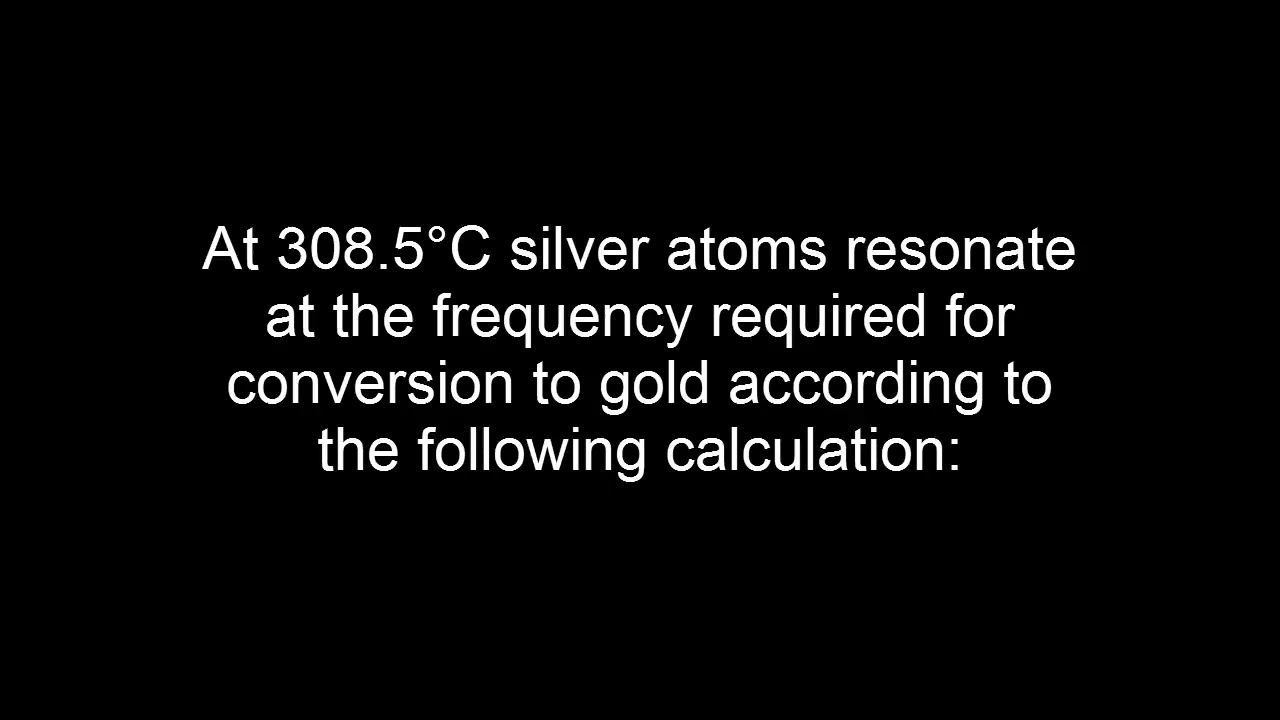 At 308.5°C silver atoms resonate
at the frequency required for
conversion to gold according to
the following calculation: